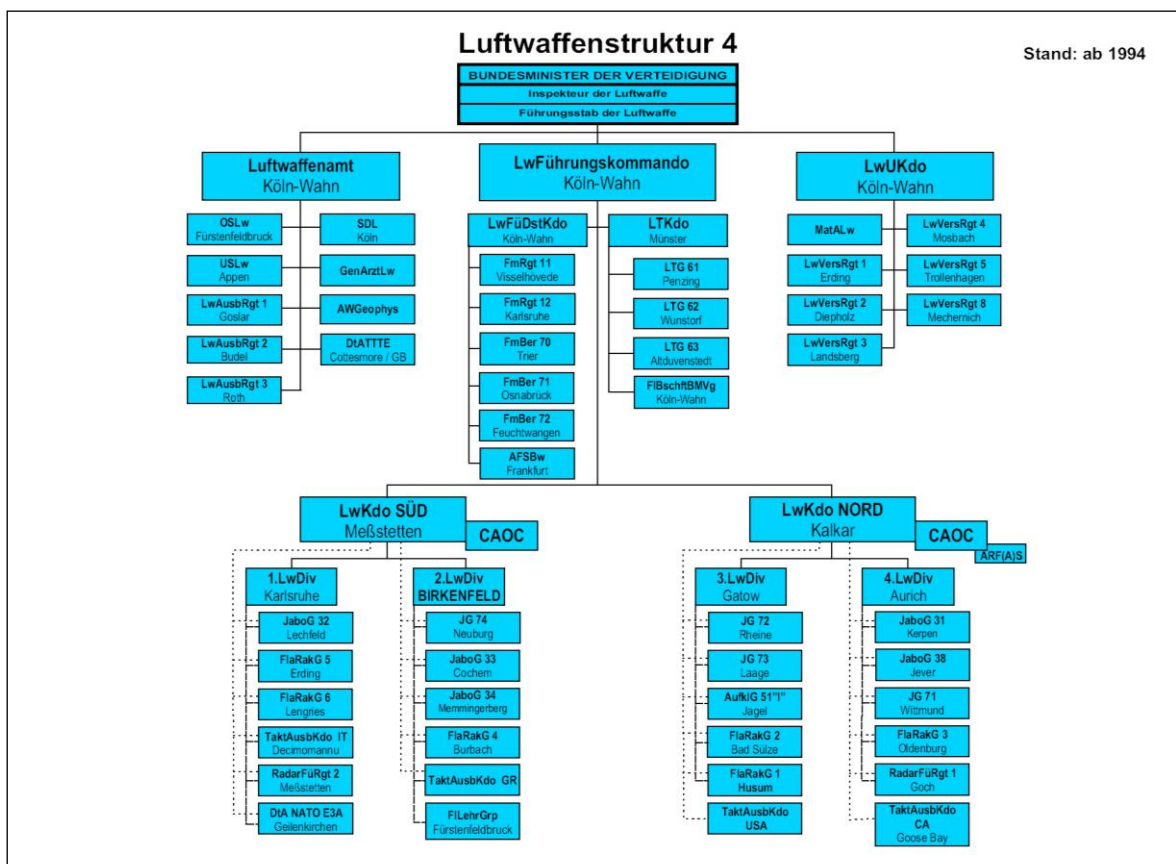 Luftwaffenstruktur 4
Stand: ab 1994
BUNDESMINISTER DER VERTEIDIGUNG
Inspekteur der Luftwaffe
Führungsstab der Luftwaffe
Luftwaffenamt
Köln-Wahn
OSLw
Fürstenfeldbruck
SDL
Köln
USLw
Appen
GenArztLw
LwAusbRgt 1
Goslar
AWGeophys
LwAusbRgt 2
Budel
DtATTTE
Cottesmore / GB
LwAusbRgt 3
Roth
LwFührungskommando
Köln-Wahn
LwFüDstKdo
Köln-Wahn
FmRgt 11
Visselhövede
FmRgt 12
Karlsruhe
FmBer 70
Trier
FmBer 71
Osnabrück
FmBer 72
Feuchtwangen
AFSBw
Frankfurt
LTKdo
Münster
LTG 61
Penzing
LTG 62
Wunstorf
LTG 63
Altduvenstedt
FlBschftBMVg
Köln-Wahn
LwUKdo
Köln-Wahn
MatALw
LwVersRgt 4
Mosbach
LwVersRgt 1
Erding
LwVersRgt 5
Trollenhagen
LwVersRgt 2
Diepholz
LwVersRgt 8
Mechernich
LwVersRgt 3
Landsberg
LwKdo SÜD
Meßstetten
CAOC
1.LwDiv
Karlsruhe
JaboG 32
Lechfeld
FlaRakG 5
Erding
FlaRakG 6
Lengries
TaktAusbKdo IT
Decimomannu
RadarFüRgt 2
Meßstetten
DtA NATO E3A
Geilenkirchen
2.LwDiv
BIRKENFELD
JG 74
Neuburg
JaboG 33
Cochem
JaboG 34
Memmingerberg
FlaRakG 4
Burbach
TaktAusbKdo GR
FlLehrGrp
Fürstenfeldbruck
LwKdo NORD
Kalkar
CAOC
ARF(A)S
3.LwDiv
Gatow
JG 72
Rheine
JG 73
Laage
AufklG 51"I"
Jagel
FlaRakG 2
Bad Sülze
FlaRakG 1
Husum
TaktAusbKdo
USA
4.LwDiv
Aurich
JaboG 31
Kerpen
JaboG 38
Jever
JG 71
Wittmund
FlaRakG 3
Oldenburg
RadarFüRgt 1
Goch
TaktAusbKdo
CA
Goose Bay